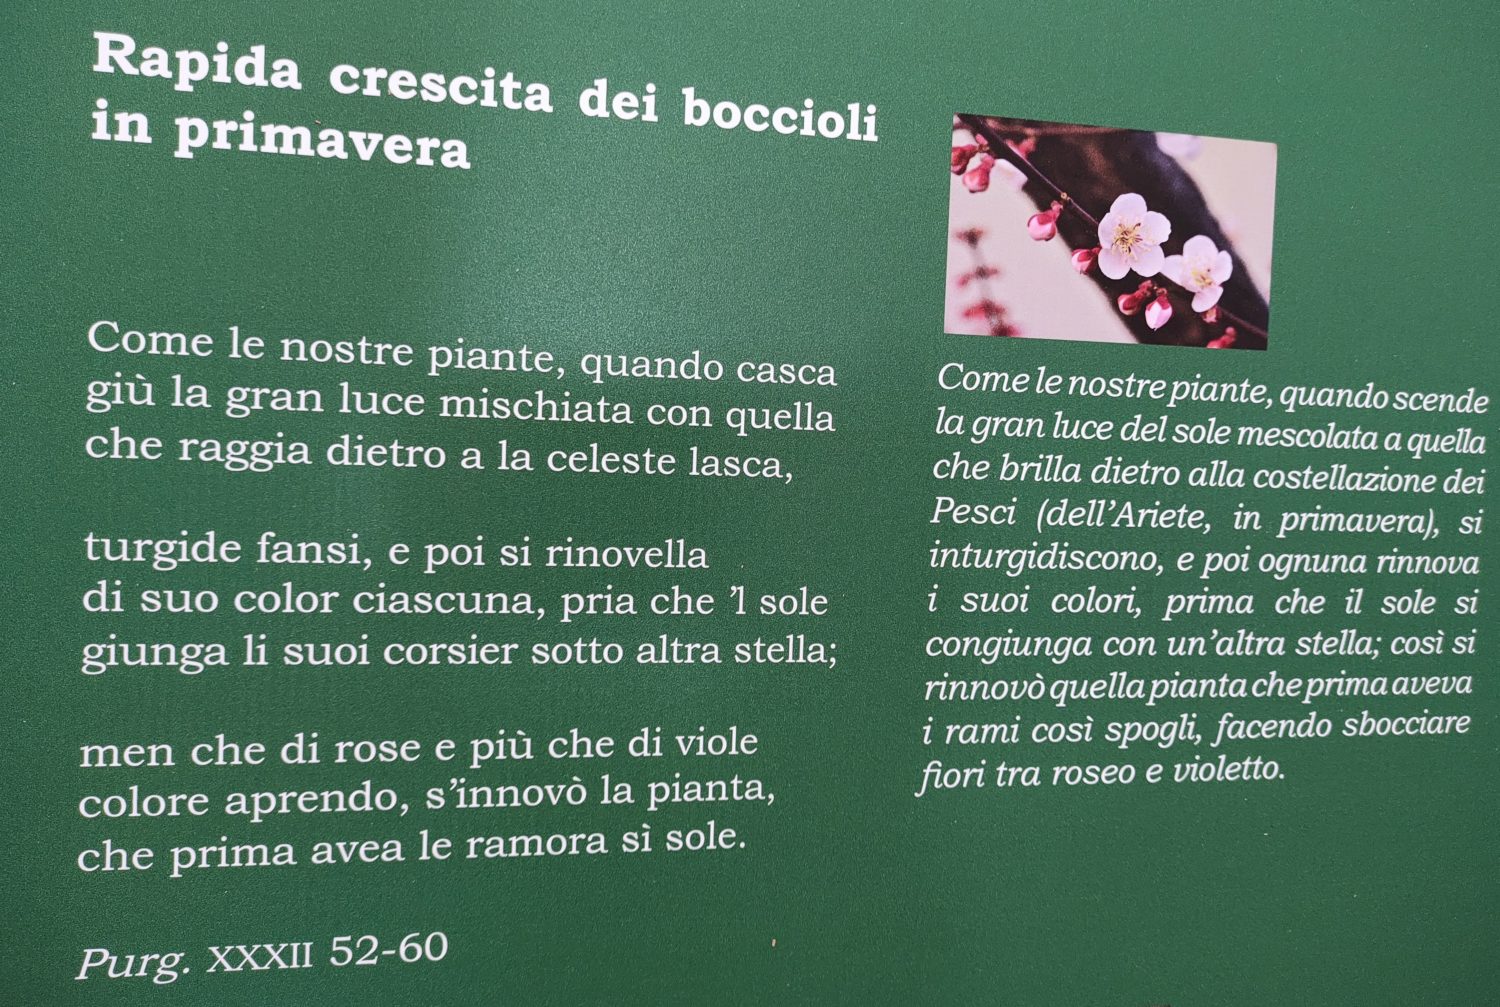 Rapida crescita dei boccioli
in primavera
Come le nostre piante, quando casca
giù la gran luce mischiata con quella
che raggia dietro a la celeste lasca,
turgide fansi, e poi si rinovella
di suo color ciascuna, pria che 'l sole
giunga li suoi corsier sotto altra stella;
men che di rose e più che di viole
colore aprendo, s'innovò la pianta,
che prima avea le ramora sì sole.
Purg. XXXII 52-60
Come le nostre piante, quando scende
la gran luce del sole mescolata a quella
che brilla dietro alla costellazione dei
Pesci (dell'Ariete, in primavera), si
inturgidiscono, e poi ognuna rinnova
i suoi colori, prima che il sole si
congiunga con un'altra stella; così si
rinnovò quella pianta che prima aveva
i rami così spogli, facendo sbocciare
fiori tra roseo e violetto.